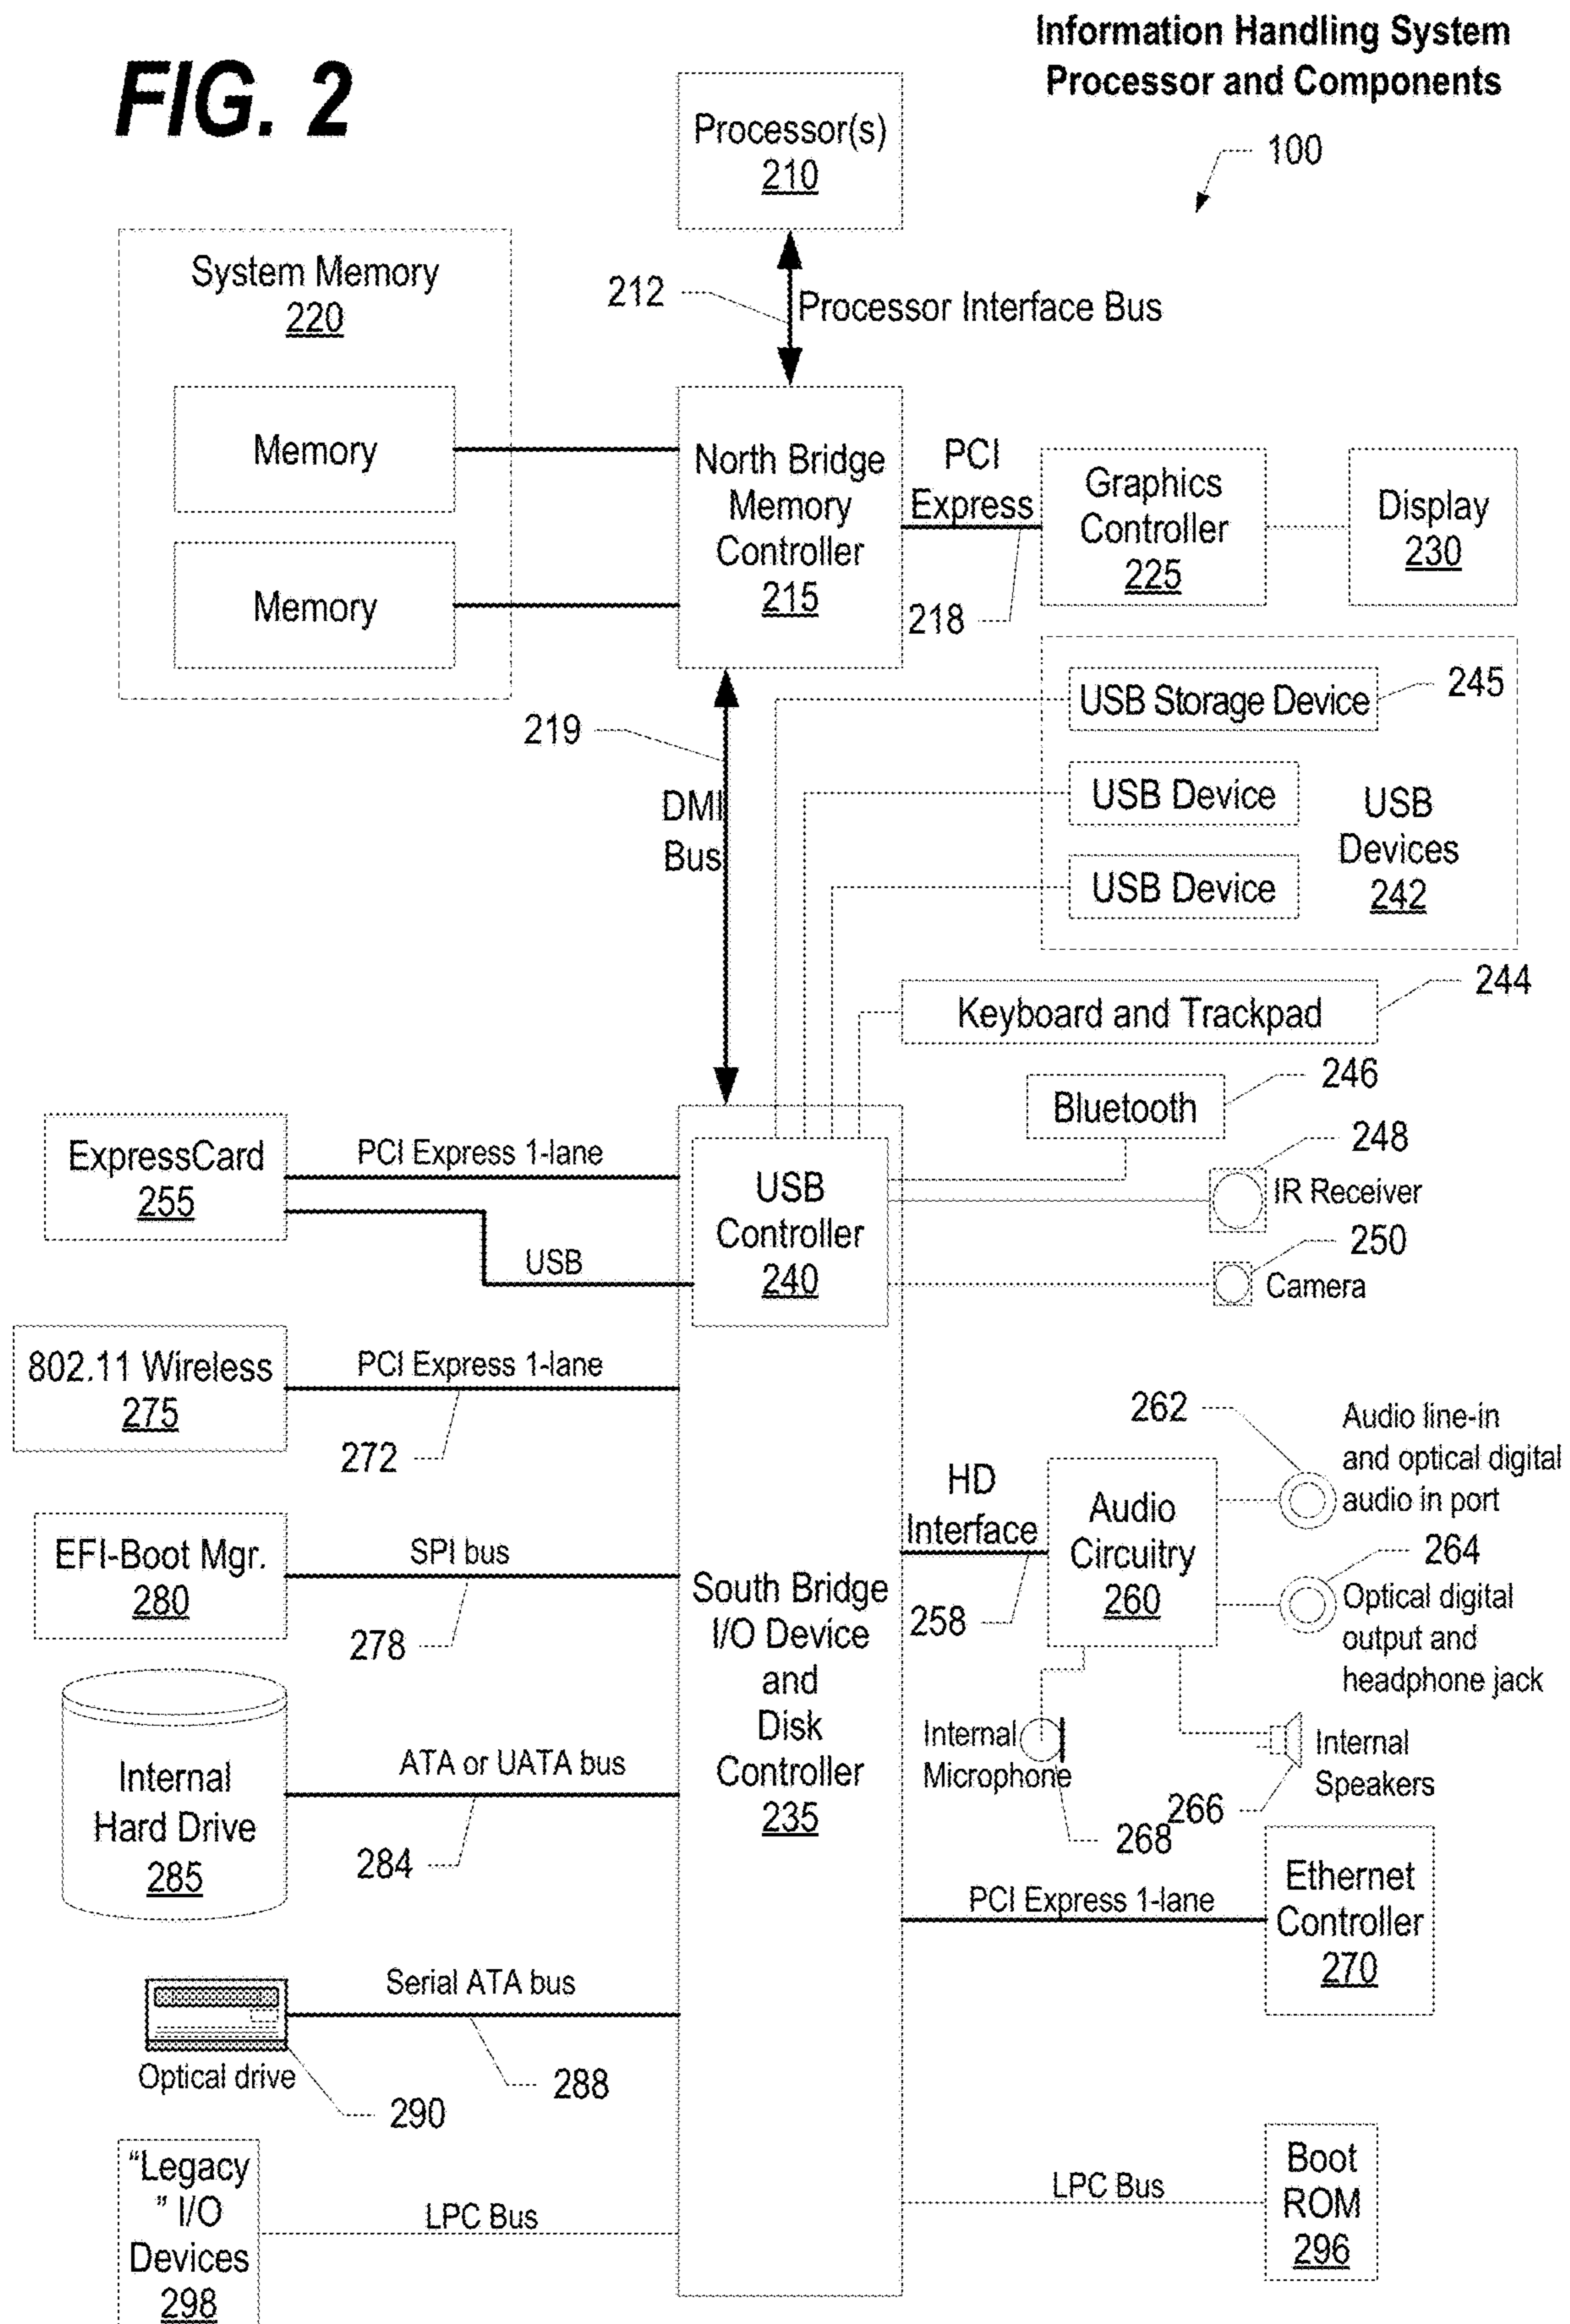 Information Handling System
Processor and Components
FIG. 2
100
Processor(s)
210
212
Processor Interface Bus
System Memory
220
Memory
Memory
North Bridge
Memory
Controller
215
PCI
Express
218
Graphics
Controller
225
Display
230
219
DMI
Bus
USB Storage Device
245
USB Device
USB Device
USB
Devices
242
Keyboard and Trackpad
244
Bluetooth
246
248
IR Receiver
250
Camera
ExpressCard
255
PCI Express 1-lane
USB
USB
Controller
240
802.11 Wireless
275
PCI Express 1-lane
272
EFI-Boot Mgr.
280
SPI bus
278
South Bridge
I/O Device
and
Disk
Controller
235
HD
Interface
258
Audio
Circuitry
260
262
Audio line-in
and optical digital
audio in port
264
Optical digital
output and
headphone jack
Internal
Microphone
268
Internal
Speakers
266
Internal
Hard Drive
285
ATA or UATA bus
284
PCI Express 1-lane
Ethernet
Controller
270
Serial ATA bus
288
Optical drive
290
“Legacy
” I/O
Devices
298
LPC Bus
LPC Bus
Boot
ROM
296